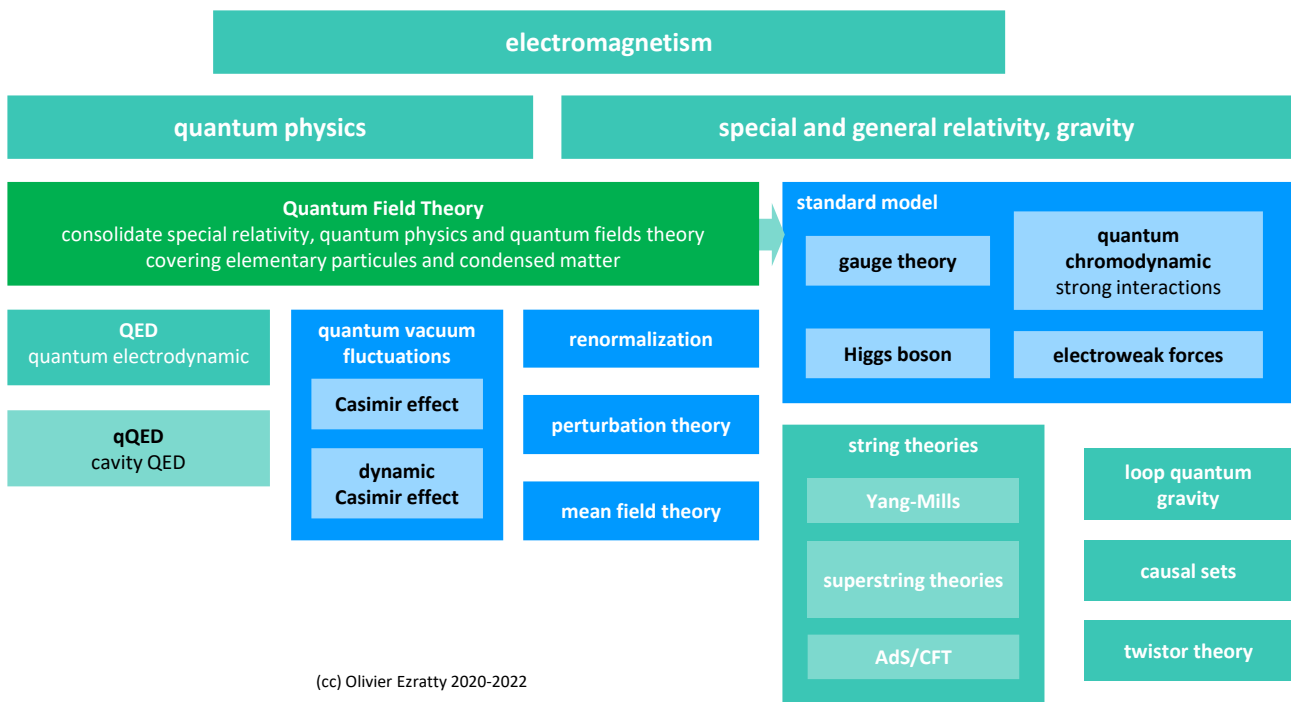 electromagnetism
quantum physics
special and general relativity, gravity
Quantum Field Theory
consolidate special relativity, quantum physics and quantum fields theory
covering elementary particules and condensed matter
standard model
gauge theory
quantum
chromodynamic
strong interactions
Higgs boson
electroweak forces
QED
quantum electrodynamic
qQED
cavity QED
quantum vacuum
fluctuations
Casimir effect
dynamic
Casimir effect
renormalization
perturbation theory
mean field theory
string theories
Yang-Mills
superstring theories
AdS/CFT
loop quantum
gravity
causal sets
twistor theory
(cc) Olivier Ezratty 2020-2022